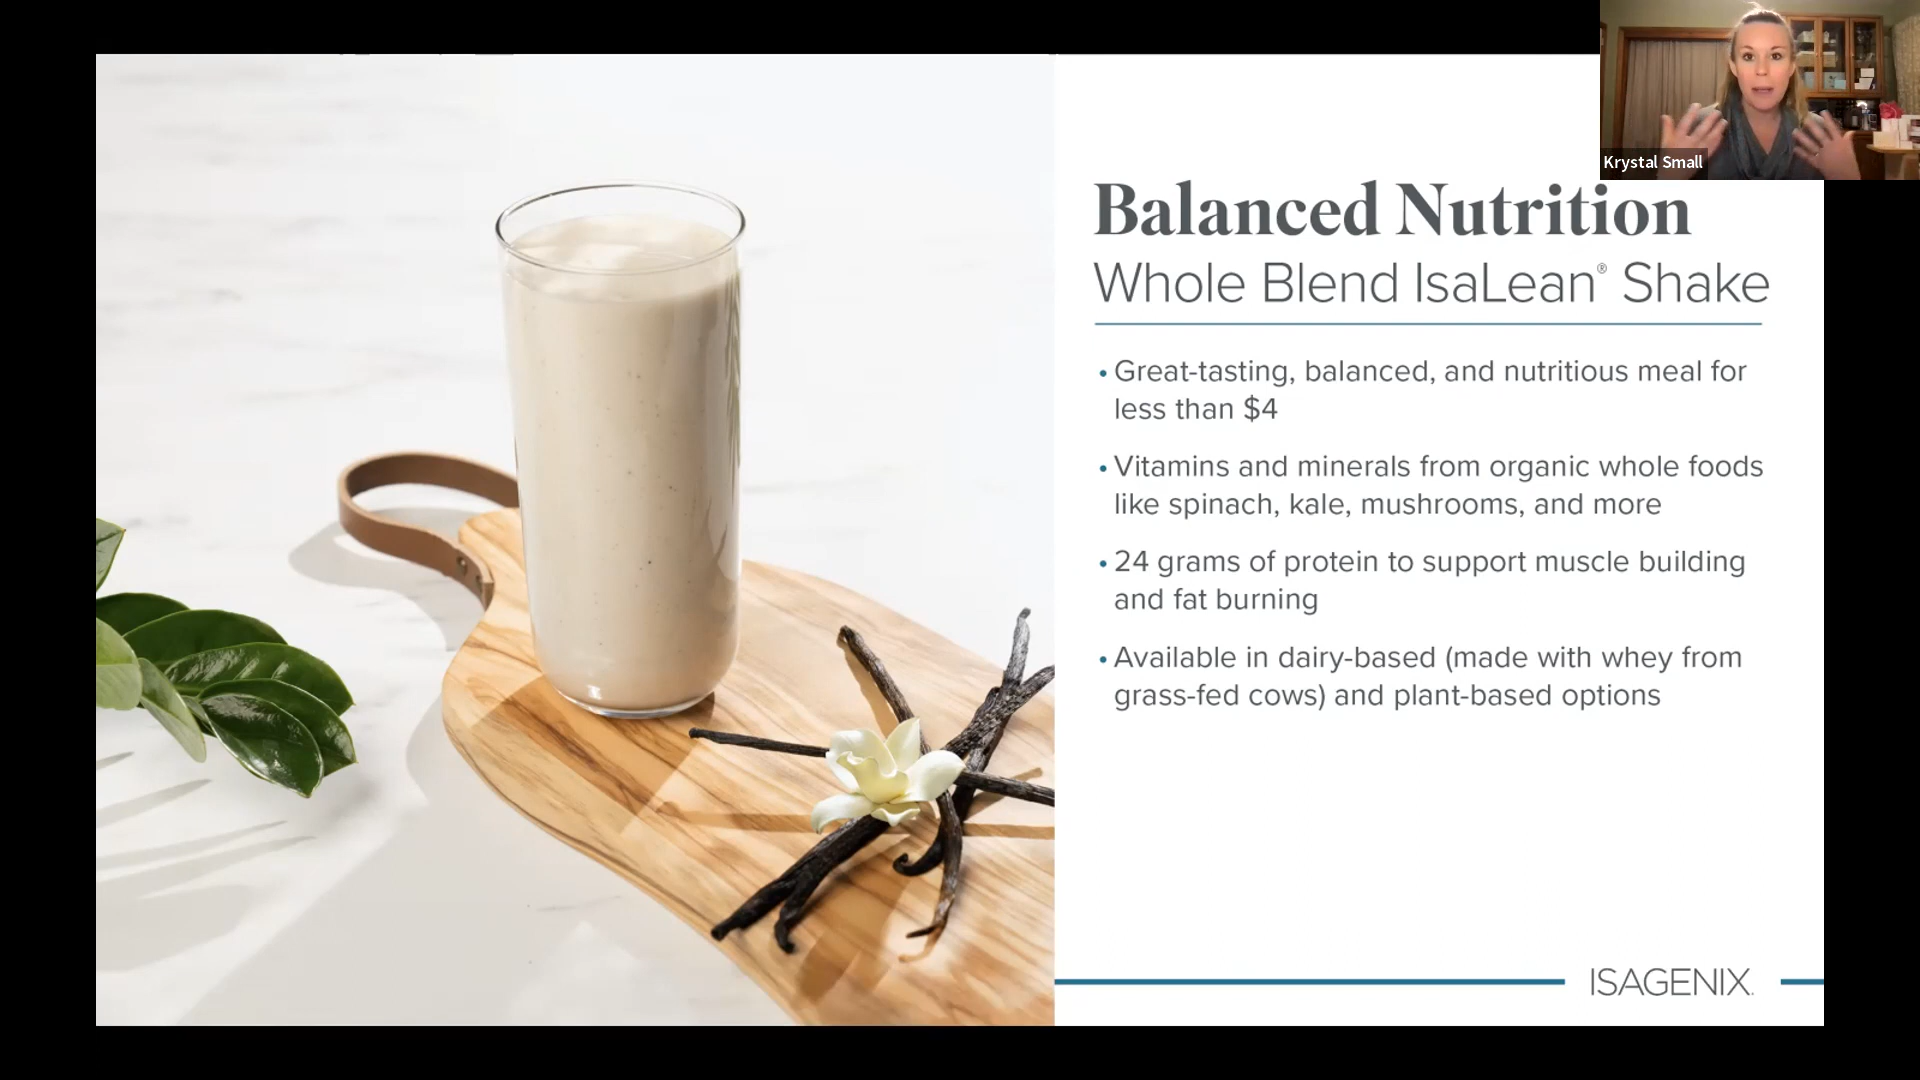 Krystal Small
Balanced Nutrition
Whole Blend IsaLean® Shake
• Great-tasting, balanced, and nutritious meal for
less than $4
• Vitamins and minerals from organic whole foods
like spinach, kale, mushrooms, and more
• 24 grams of protein to support muscle building
and fat burning
• Available in dairy-based (made with whey from
grass-fed cows) and plant-based options
ISAGENIX